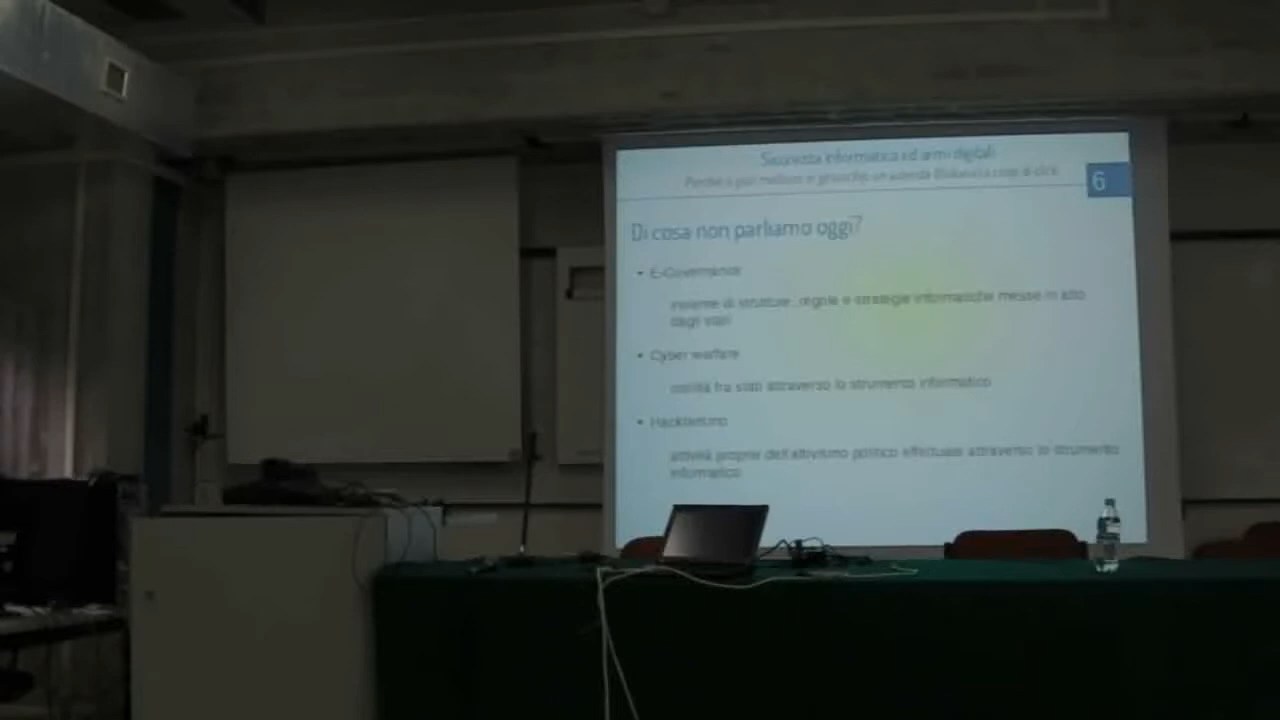 Sicurezza informatica ed armi digitali
6
Di cosa non parliamo oggi?
• E-Governance
insieme di strutture, regole e strategie informatiche messe in atto
dagli stati
• Cyber warfare
ostilità fra stati attraverso lo strumento informatico
• Hacktivismo
attività proprie dell'attivismo politico effettuate attraverso lo strumento
informatico